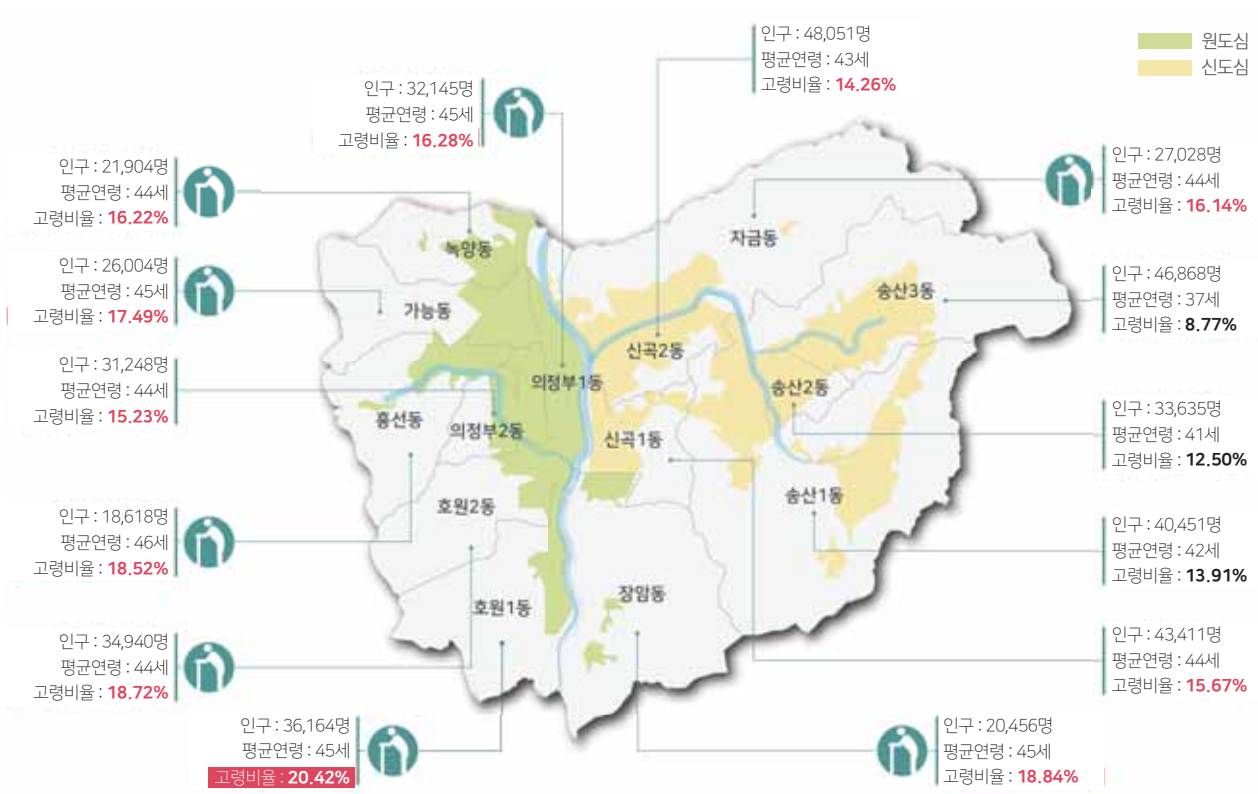 인구 : 48,051명
평균연령 : 43세
고령비율 : 14.26%
원도심
신도심
인구 : 32,145명
평균연령 : 45세
고령비율 : 16.28%
인구 : 21,904명
평균연령 : 44세
고령비율 : 16.22%
인구 : 27,028명
평균연령 : 44세
고령비율 : 16.14%
인구 : 26,004명
평균연령 : 45세
고령비율 : 17.49%
인구 : 46,868명
평균연령 : 37세
고령비율 : 8.77%
인구 : 31,248명
평균연령 : 44세
고령비율 : 15.23%
인구 : 33,635명
평균연령 : 41세
고령비율 : 12.50%
인구 : 18,618명
평균연령 : 46세
고령비율 : 18.52%
인구 : 40,451명
평균연령 : 42세
고령비율 : 13.91%
인구 : 34,940명
평균연령 : 44세
고령비율 : 18.72%
인구 : 43,411명
평균연령 : 44세
고령비율 : 15.67%
인구 : 36,164명
평균연령 : 45세
고령비율 : 20.42%
인구 : 20,456명
평균연령 : 45세
고령비율 : 18.84%
녹양동
자금동
가능동
송산3동
신곡2동
의정부1동
송산2동
흥선동
의정부2동
신곡1동
송산1동
호원2동
호원1동
장암동